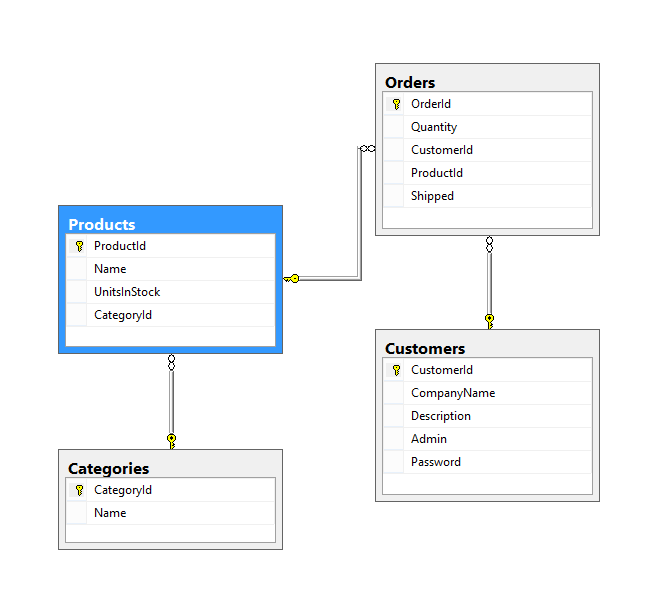 Orders
OrderId
Quantity
CustomerId
ProductId
Shipped
Products
ProductId
Name
UnitsInStock
CategoryId
Customers
CustomerId
CompanyName
Description
Admin
Password
Categories
CategoryId
Name